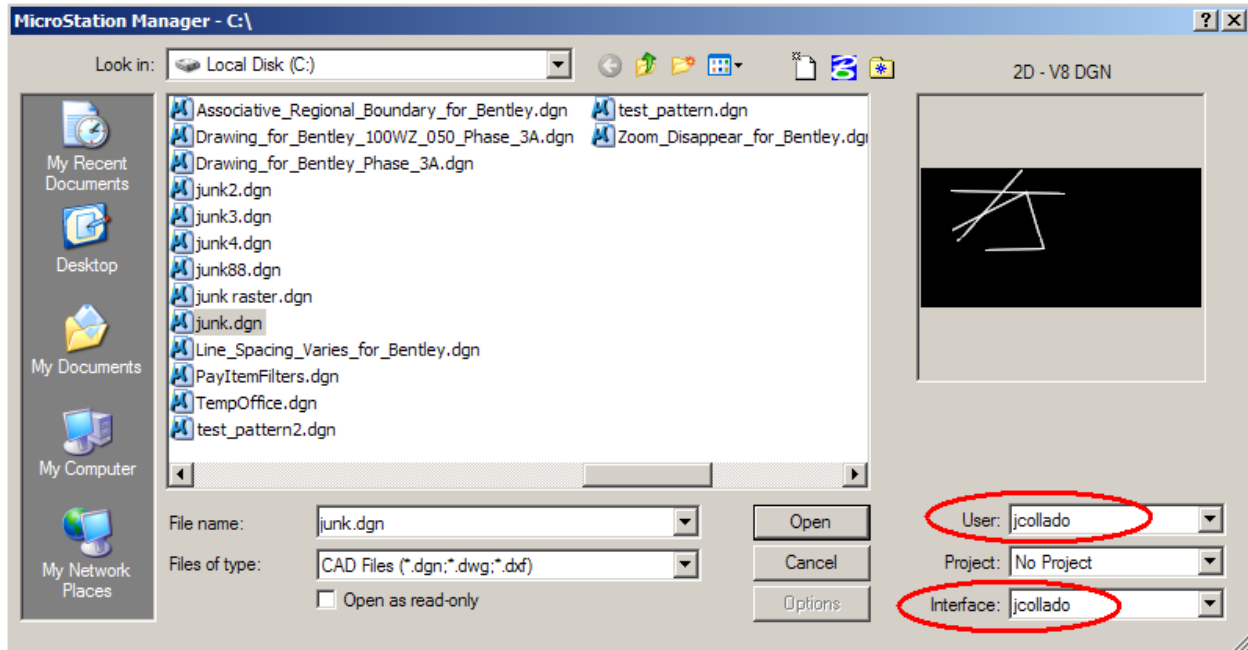 MicroStation Manager - C:\
Look in: Local Disk (C:)
2D - V8 DGN
My Recent
Documents
Desktop
My Documents
My Computer
My Network
Places
Associative_Regional_Boundary_for_Bentley.dgn
Drawing_for_Bentley_100WZ_050_Phase_3A.dgn
Drawing_for_Bentley_Phase_3A.dgn
junk2.dgn
junk3.dgn
junk4.dgn
junk88.dgn
junk raster.dgn
junk.dgn
Line_Spacing_Varies_for_Bentley.dgn
PayItemFilters.dgn
TempOffice.dgn
test_pattern2.dgn
test_pattern.dgn
Zoom_Disappear_for_Bentley.dgn
File name: junk.dgn
Files of type: CAD Files (*.dgn;*.dwg;*.dxf)
Open as read-only
Open
Cancel
Options
User: jcollado
Project: No Project
Interface: jcollado